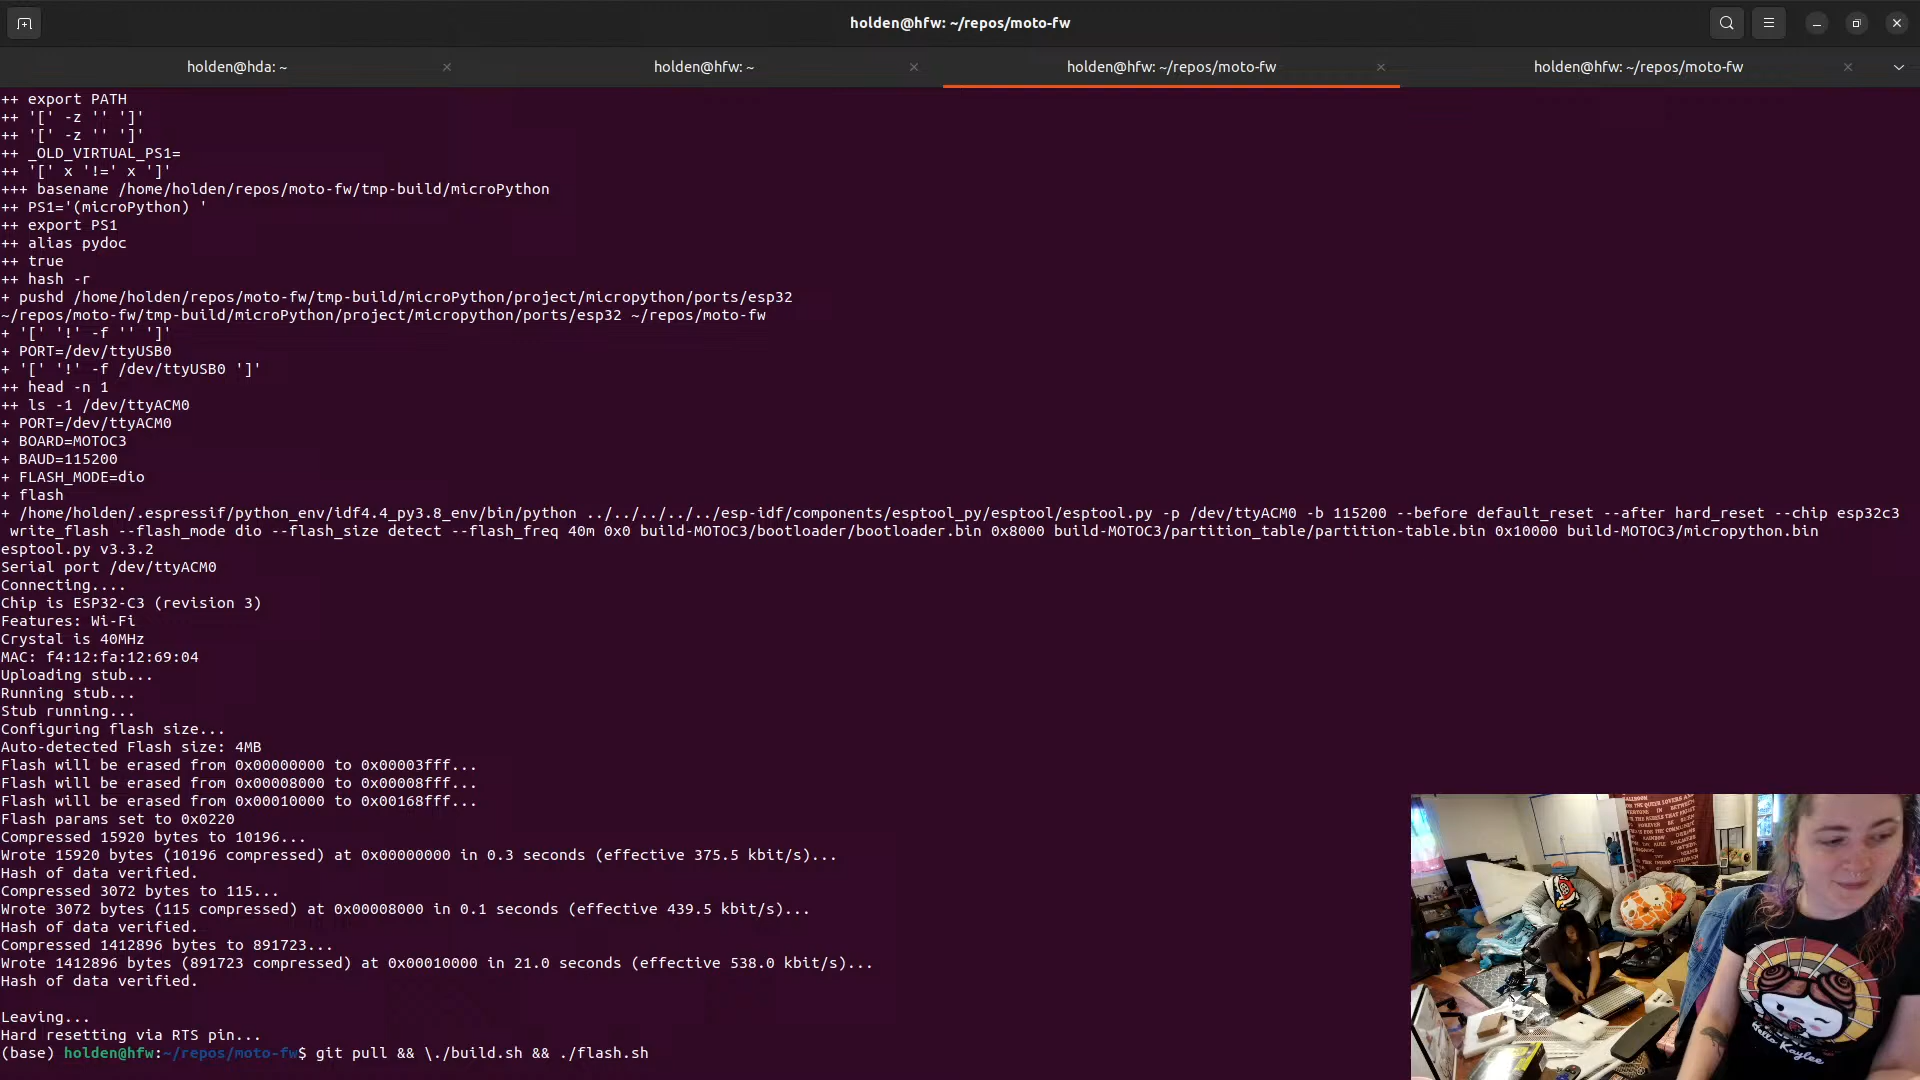 holden@hfw: ~/repos/moto-fw
holden@hda: ~
holden@hfw: ~
holden@hfw: ~/repos/moto-fw
holden@hfw: ~/repos/moto-fw
++ export PATH
++ '[' -z '' ']'
++ '[' -z '' ']'
++ _OLD_VIRTUAL_PS1=
++ '[' x '!=' x ']'
+++ basename /home/holden/repos/moto-fw/tmp-build/microPython
++ PS1='(microPython) '
++ export PS1
++ alias pydoc
++ true
++ hash -r
+ pushd /home/holden/repos/moto-fw/tmp-build/microPython/project/micropython/ports/esp32
~/repos/moto-fw/tmp-build/microPython/project/micropython/ports/esp32 ~/repos/moto-fw
+ '[' '!' -f '' ']'
+ PORT=/dev/ttyUSB0
+ '[' '!' -f /dev/ttyUSB0 ']'
++ head -n 1
++ ls -1 /dev/ttyACM0
+ PORT=/dev/ttyACM0
+ BOARD=MOTOC3
+ BAUD=115200
+ FLASH_MODE=dio
+ flash
+ /home/holden/.espressif/python_env/idf4.4_py3.8_env/bin/python ../../../../../esp-idf/components/esptool_py/esptool/esptool.py -p /dev/ttyACM0 -b 115200 --before default_reset --after hard_reset --chip esp32c3
write_flash --flash_mode dio --flash_size detect --flash_freq 40m 0x0 build-MOTOC3/bootloader/bootloader.bin 0x8000 build-MOTOC3/partition_table/partition-table.bin 0x10000 build-MOTOC3/micropython.bin
esptool.py v3.3.2
Serial port /dev/ttyACM0
Connecting....
Chip is ESP32-C3 (revision 3)
Features: Wi-Fi
Crystal is 40MHz
MAC: f4:12:fa:12:69:04
Uploading stub...
Running stub...
Stub running...
Configuring flash size...
Auto-detected Flash size: 4MB
Flash will be erased from 0x00000000 to 0x00003fff...
Flash will be erased from 0x00008000 to 0x00008fff...
Flash will be erased from 0x00010000 to 0x00168fff...
Flash params set to 0x0220
Compressed 15920 bytes to 10196...
Wrote 15920 bytes (10196 compressed) at 0x00000000 in 0.3 seconds (effective 375.5 kbit/s)...
Hash of data verified.
Compressed 3072 bytes to 115...
Wrote 3072 bytes (115 compressed) at 0x00008000 in 0.1 seconds (effective 439.5 kbit/s)...
Hash of data verified.
Compressed 1412896 bytes to 891723...
Wrote 1412896 bytes (891723 compressed) at 0x00010000 in 21.0 seconds (effective 538.0 kbit/s)...
Hash of data verified.
Leaving...
Hard resetting via RTS pin...
(base) holden@hfw:~/repos/moto-fw$ git pull && \./build.sh && ./flash.sh
Hello Kaylee